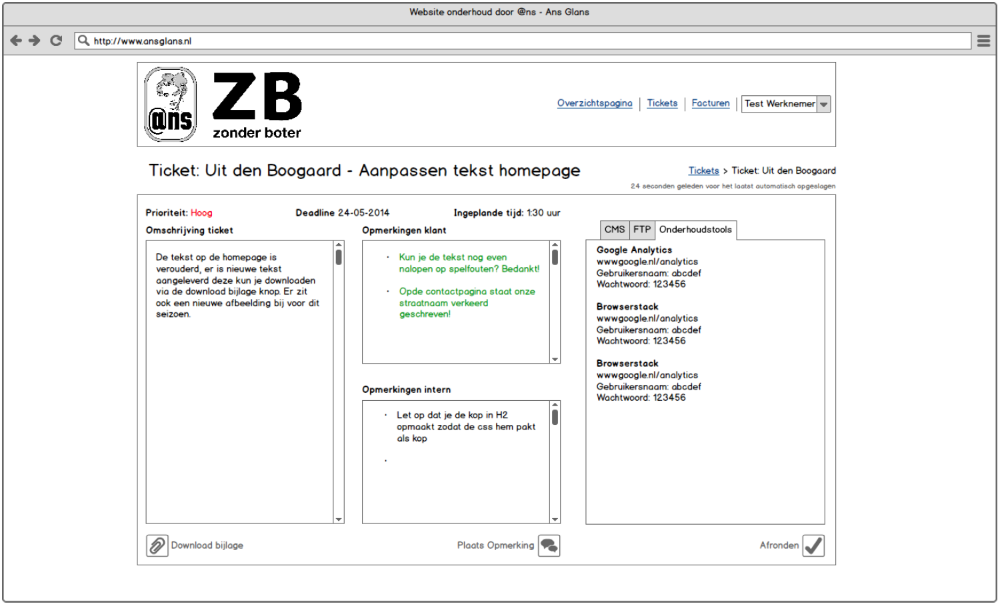 Website onderhoud door @ns - Ans Glans
http://www.ansglans.nl
@ns
ZB
zonder boter
Overzichtspagina
Tickets
Facturen
Test Werknemer
Ticket: Uit den Boogaard - Aanpassen tekst homepage
Tickets > Ticket: Uit den Boogaard
24 seconden geleden voor het laatst automatisch opgeslagen
Prioriteit: Hoog
Deadline 24-05-2014
Ingeplande tijd: 1:30 uur
Omschrijving ticket
De tekst op de homepage is
verouderd, er is nieuwe tekst
aangeleverd deze kun je downloaden
via de download bijlage knop. Er zit
ook een nieuwe afbeelding bij voor dit
seizoen.
Opmerkingen klant
· Kun je de tekst nog even
nalopen op spelfouten? Bedankt!
· Opde contactpagina staat onze
straatnaam verkeerd
geschreven!
Opmerkingen intern
· Let op dat je de kop in H2
opmaakt zodat de css hem pakt
als kop
·
CMS
FTP
Onderhoudstools
Google Analytics
www.google.nl/analytics
Gebruikersnaam: abcdef
Wachtwoord: 123456
Browserstack
www.google.nl/analytics
Gebruikersnaam: abcdef
Wachtwoord: 123456
Browserstack
www.google.nl/analytics
Gebruikersnaam: abcdef
Wachtwoord: 123456
Download bijlage
Plaats Opmerking
Afronden